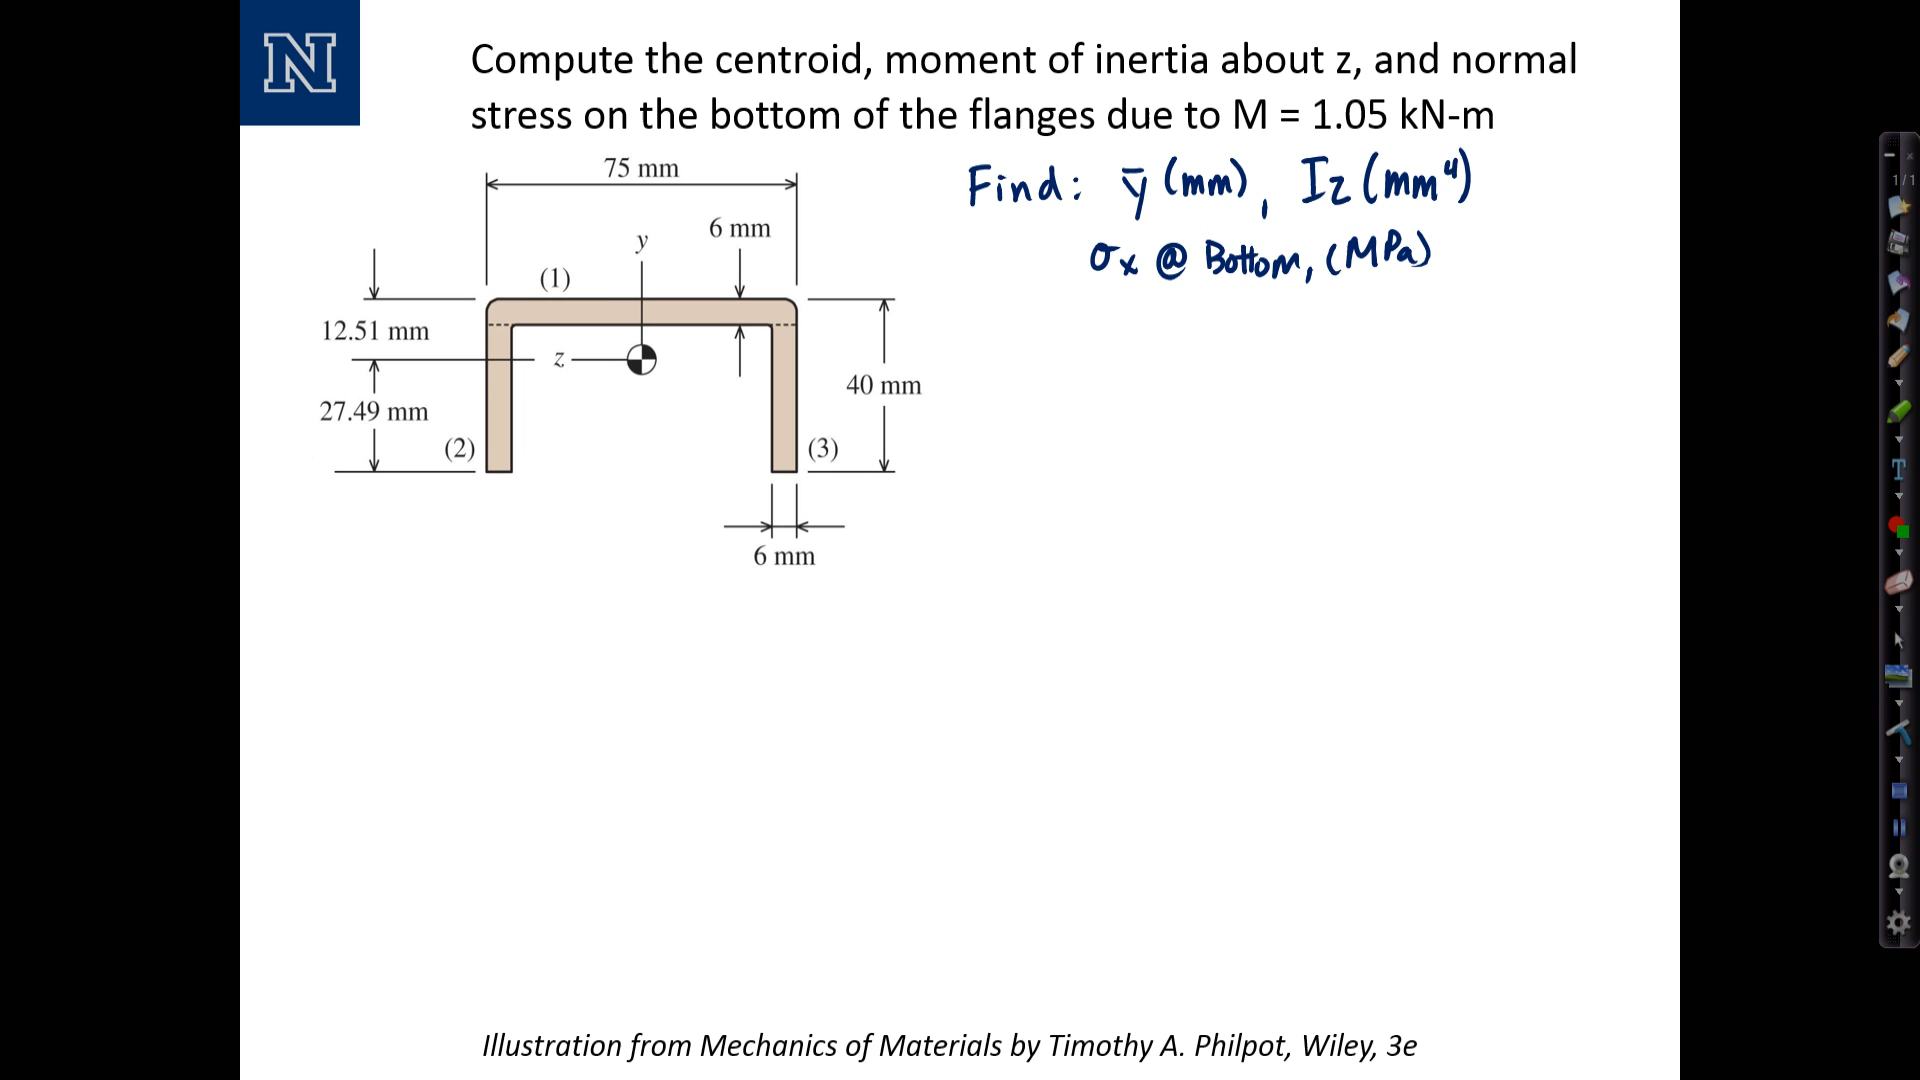 N
Compute the centroid, moment of inertia about z, and normal
stress on the bottom of the flanges due to M = 1.05 kN-m
Find: ȳ (mm), Iz (mm⁴)
σx @ Bottom, (MPa)
75 mm
6 mm
y
(1)
12.51 mm
z
40 mm
27.49 mm
(2)
(3)
6 mm
Illustration from Mechanics of Materials by Timothy A. Philpot, Wiley, 3e
1/1
T